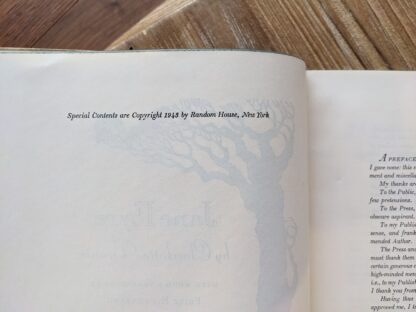 Special Contents are Copyright 1943 by Random House, New York
A PREFACE
I gave none: this
ment and miscella
My thanks are
To the Public,
few pretensions.
To the Press,
obscure aspirant.
To my Public
sense, and frank
mended Author.
The Press and
must thank them
certain generous
high-minded men
i.e., to my Publish
I thank you from
Having thus
approved me, I